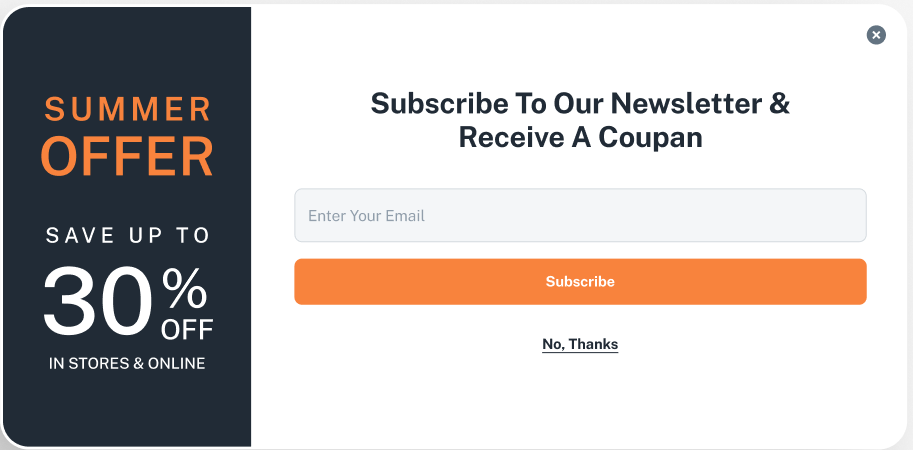 SUMMER
OFFER
SAVE UP TO
30%
OFF
IN STORES & ONLINE
Subscribe To Our Newsletter &
Receive A Coupan
Enter Your Email
Subscribe
No, Thanks